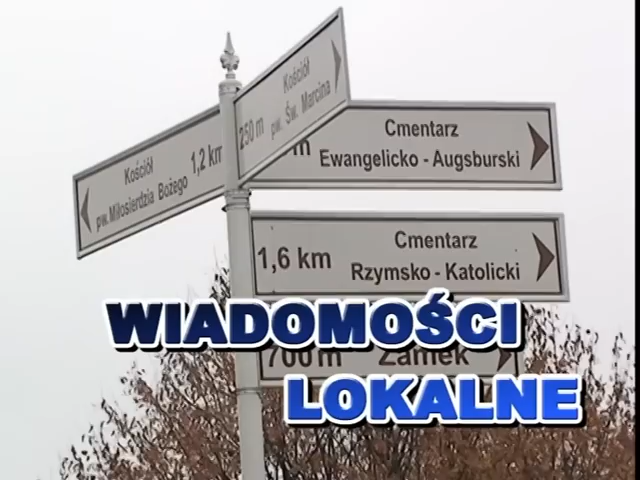 Kościół
250 m pw. Św. Marcina
Kościół
1,2 km
pw. Miłosierdzia Bożego
Cmentarz
Ewangelicko - Augsburski
1,6 km Cmentarz
Rzymsko - Katolicki
WIADOMOŚCI
700 m Zamek
LOKALNE